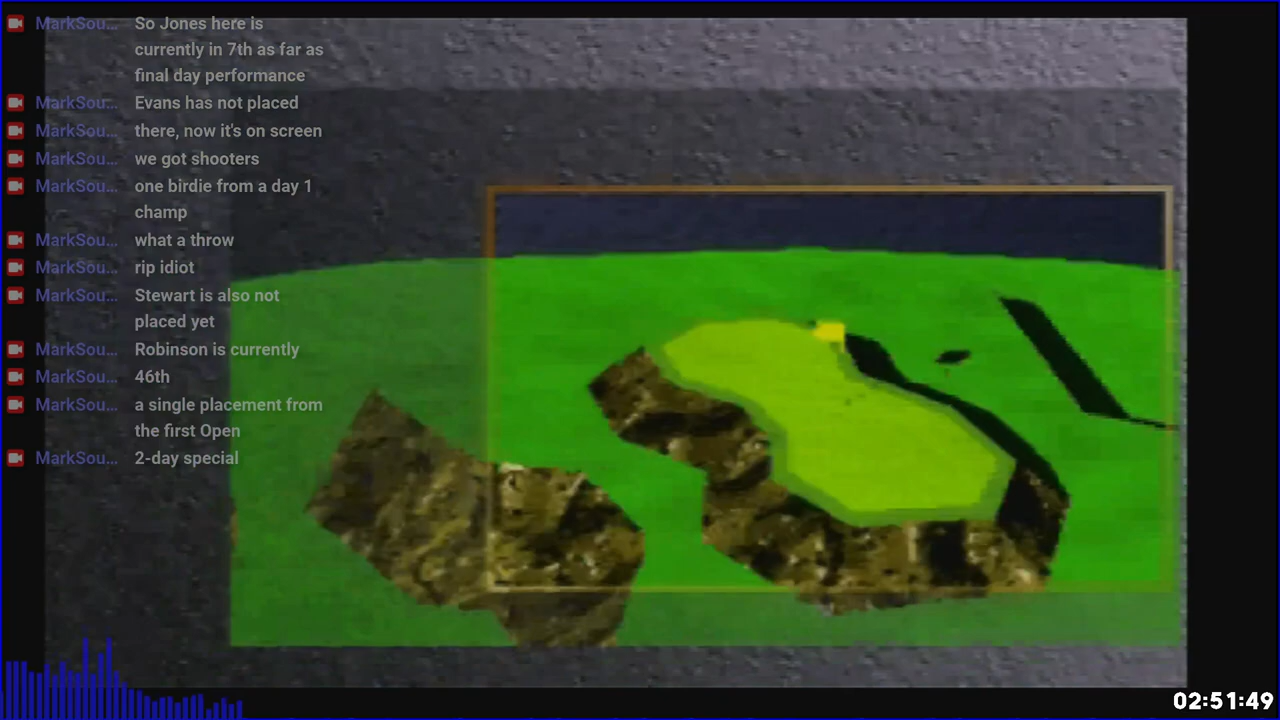 MarkSou... So Jones here is
currently in 7th as far as
final day performance
MarkSou... Evans has not placed
MarkSou... there, now it's on screen
MarkSou... we got shooters
MarkSou... one birdie from a day 1
champ
MarkSou... what a throw
MarkSou... rip idiot
MarkSou... Stewart is also not
placed yet
MarkSou... Robinson is currently
MarkSou... 46th
MarkSou... a single placement from
the first Open
MarkSou... 2-day special
02:51:49